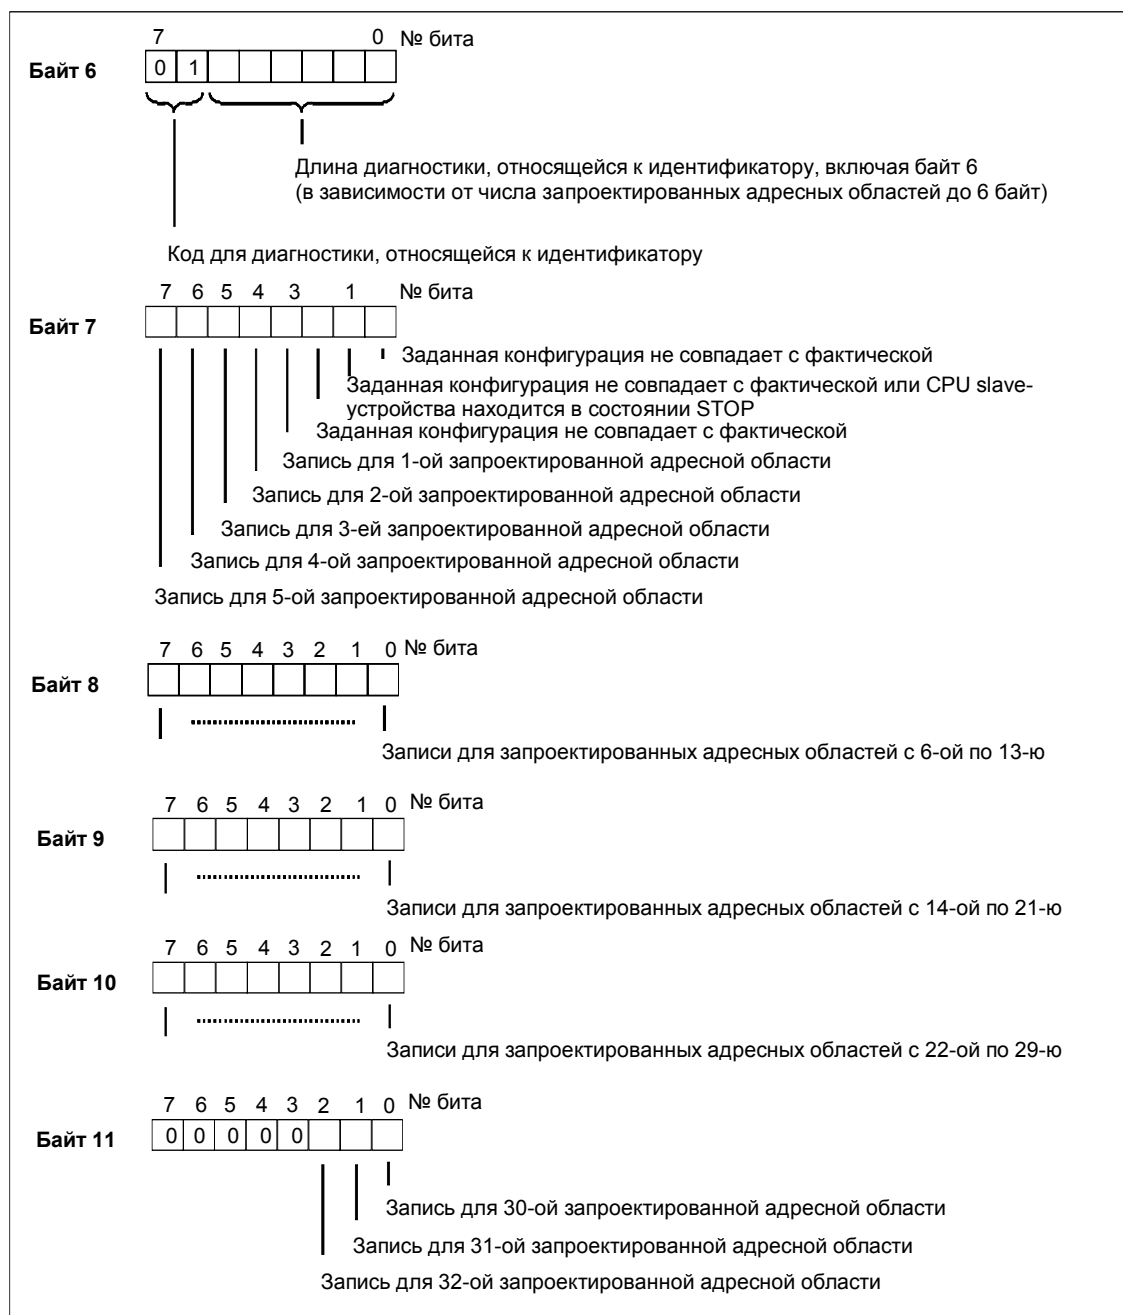 7 0 № бита
Байт 6 0 1
Длина диагностики, относящейся к идентификатору, включая байт 6
(в зависимости от числа запроектированных адресных областей до 6 байт)
Код для диагностики, относящейся к идентификатору
7 6 5 4 3 1 № бита
Байт 7
Заданная конфигурация не совпадает с фактической
Заданная конфигурация не совпадает с фактической или CPU slave-
устройства находится в состоянии STOP
Заданная конфигурация не совпадает с фактической
Запись для 1-ой запроектированной адресной области
Запись для 2-ой запроектированной адресной области
Запись для 3-ей запроектированной адресной области
Запись для 4-ой запроектированной адресной области
Запись для 5-ой запроектированной адресной области
7 6 5 4 3 2 1 0 № бита
Байт 8
Записи для запроектированных адресных областей с 6-ой по 13-ю
7 6 5 4 3 2 1 0 № бита
Байт 9
Записи для запроектированных адресных областей с 14-ой по 21-ю
7 6 5 4 3 2 1 0 № бита
Байт 10
Записи для запроектированных адресных областей с 22-ой по 29-ю
7 6 5 4 3 2 1 0 № бита
Байт 11 0 0 0 0 0
Запись для 30-ой запроектированной адресной области
Запись для 31-ой запроектированной адресной области
Запись для 32-ой запроектированной адресной области